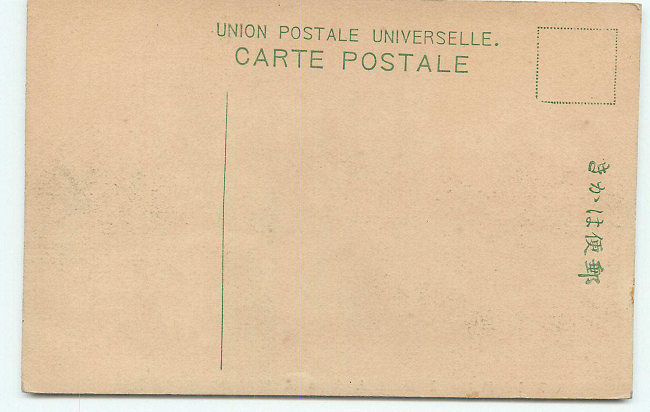 UNION POSTALE UNIVERSELLE.
CARTE POSTALE
きかは便郵